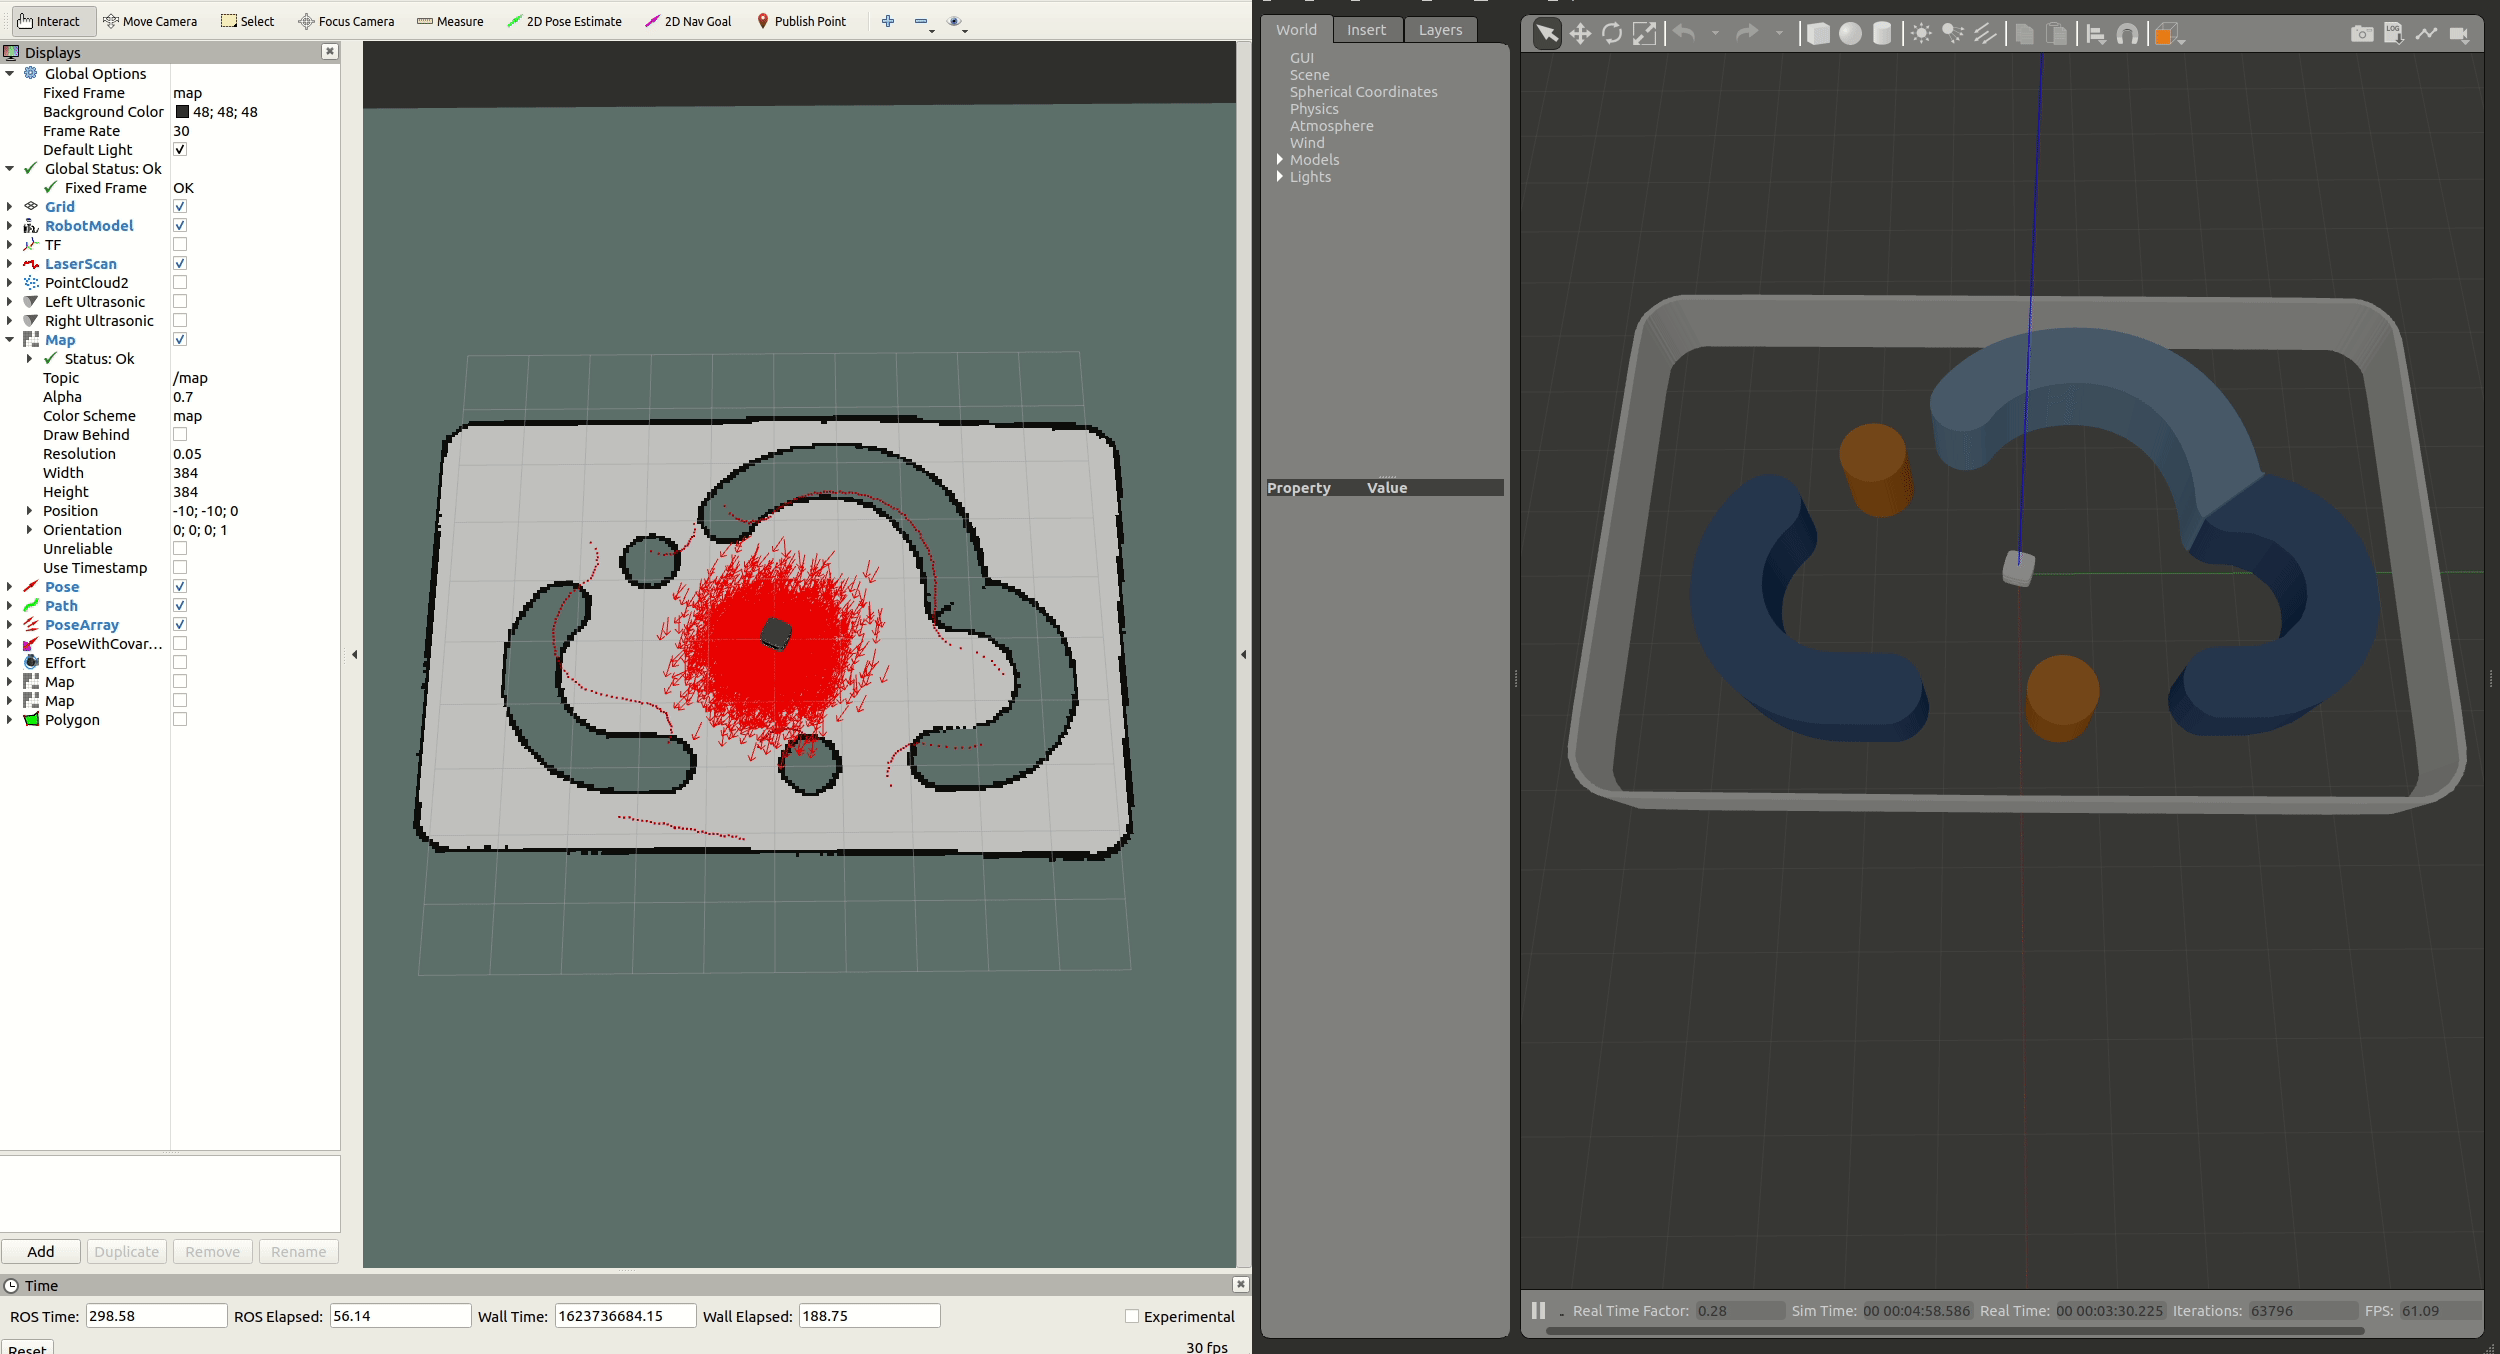 Interact Move Camera Select Focus Camera Measure 2D Pose Estimate 2D Nav Goal Publish Point
Displays
Global Options
Fixed Frame map
Background Color 48; 48; 48
Frame Rate 30
Default Light
Global Status: Ok
Fixed Frame OK
Grid
RobotModel
TF
LaserScan
PointCloud2
Left Ultrasonic
Right Ultrasonic
Map
Status: Ok
Topic /map
Alpha 0.7
Color Scheme map
Draw Behind
Resolution 0.05
Width 384
Height 384
Position -10; -10; 0
Orientation 0; 0; 0; 1
Unreliable
Use Timestamp
Pose
Path
PoseArray
PoseWithCovar...
Effort
Map
Map
Polygon
Add Duplicate Remove Rename
Time
ROS Time: 298.58 ROS Elapsed: 56.14 Wall Time: 1623736684.15 Wall Elapsed: 188.75 Experimental
Reset 30 fps
World Insert Layers
GUI
Scene
Spherical Coordinates
Physics
Atmosphere
Wind
Models
Lights
Property Value
LOG
Real Time Factor: 0.28 Sim Time: 00 00:04:58.586 Real Time: 00 00:03:30.225 Iterations: 63796 FPS: 61.09